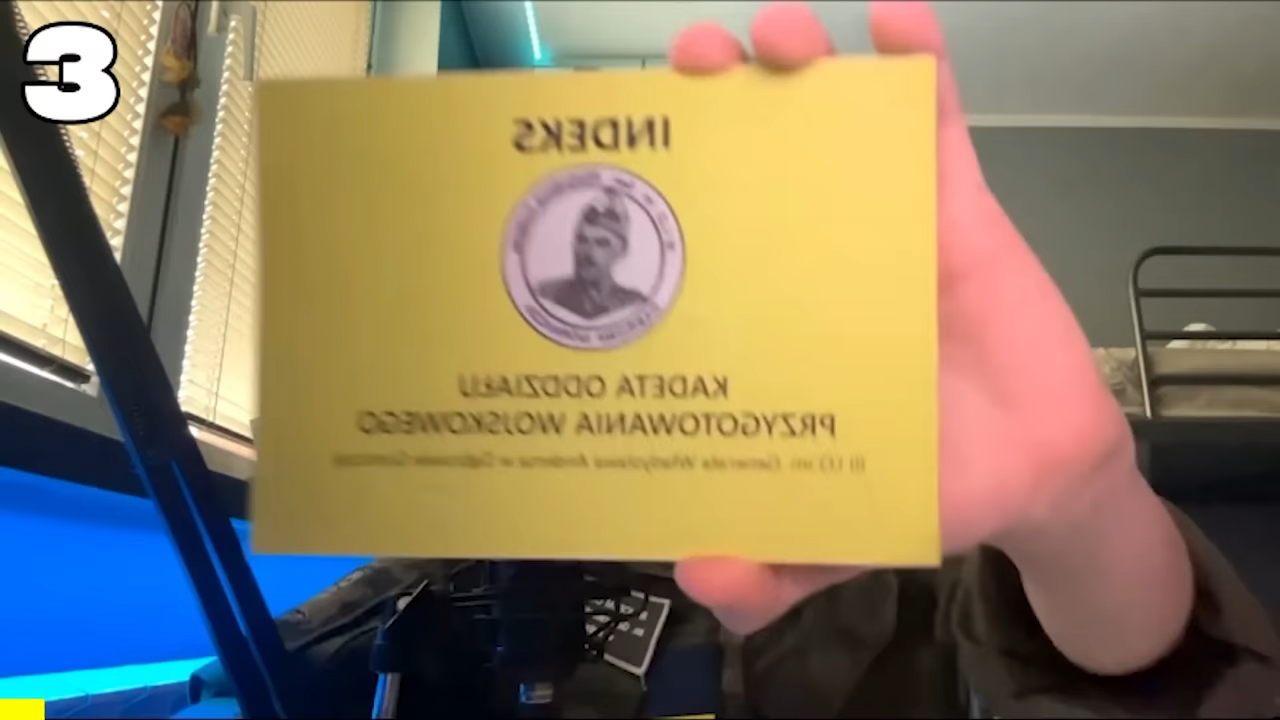 3
INDEKS
KADETA ODDZIAŁU
PRZYGOTOWANIA WOJSKOWEGO
III LO im. Generała Władysława Andersa w